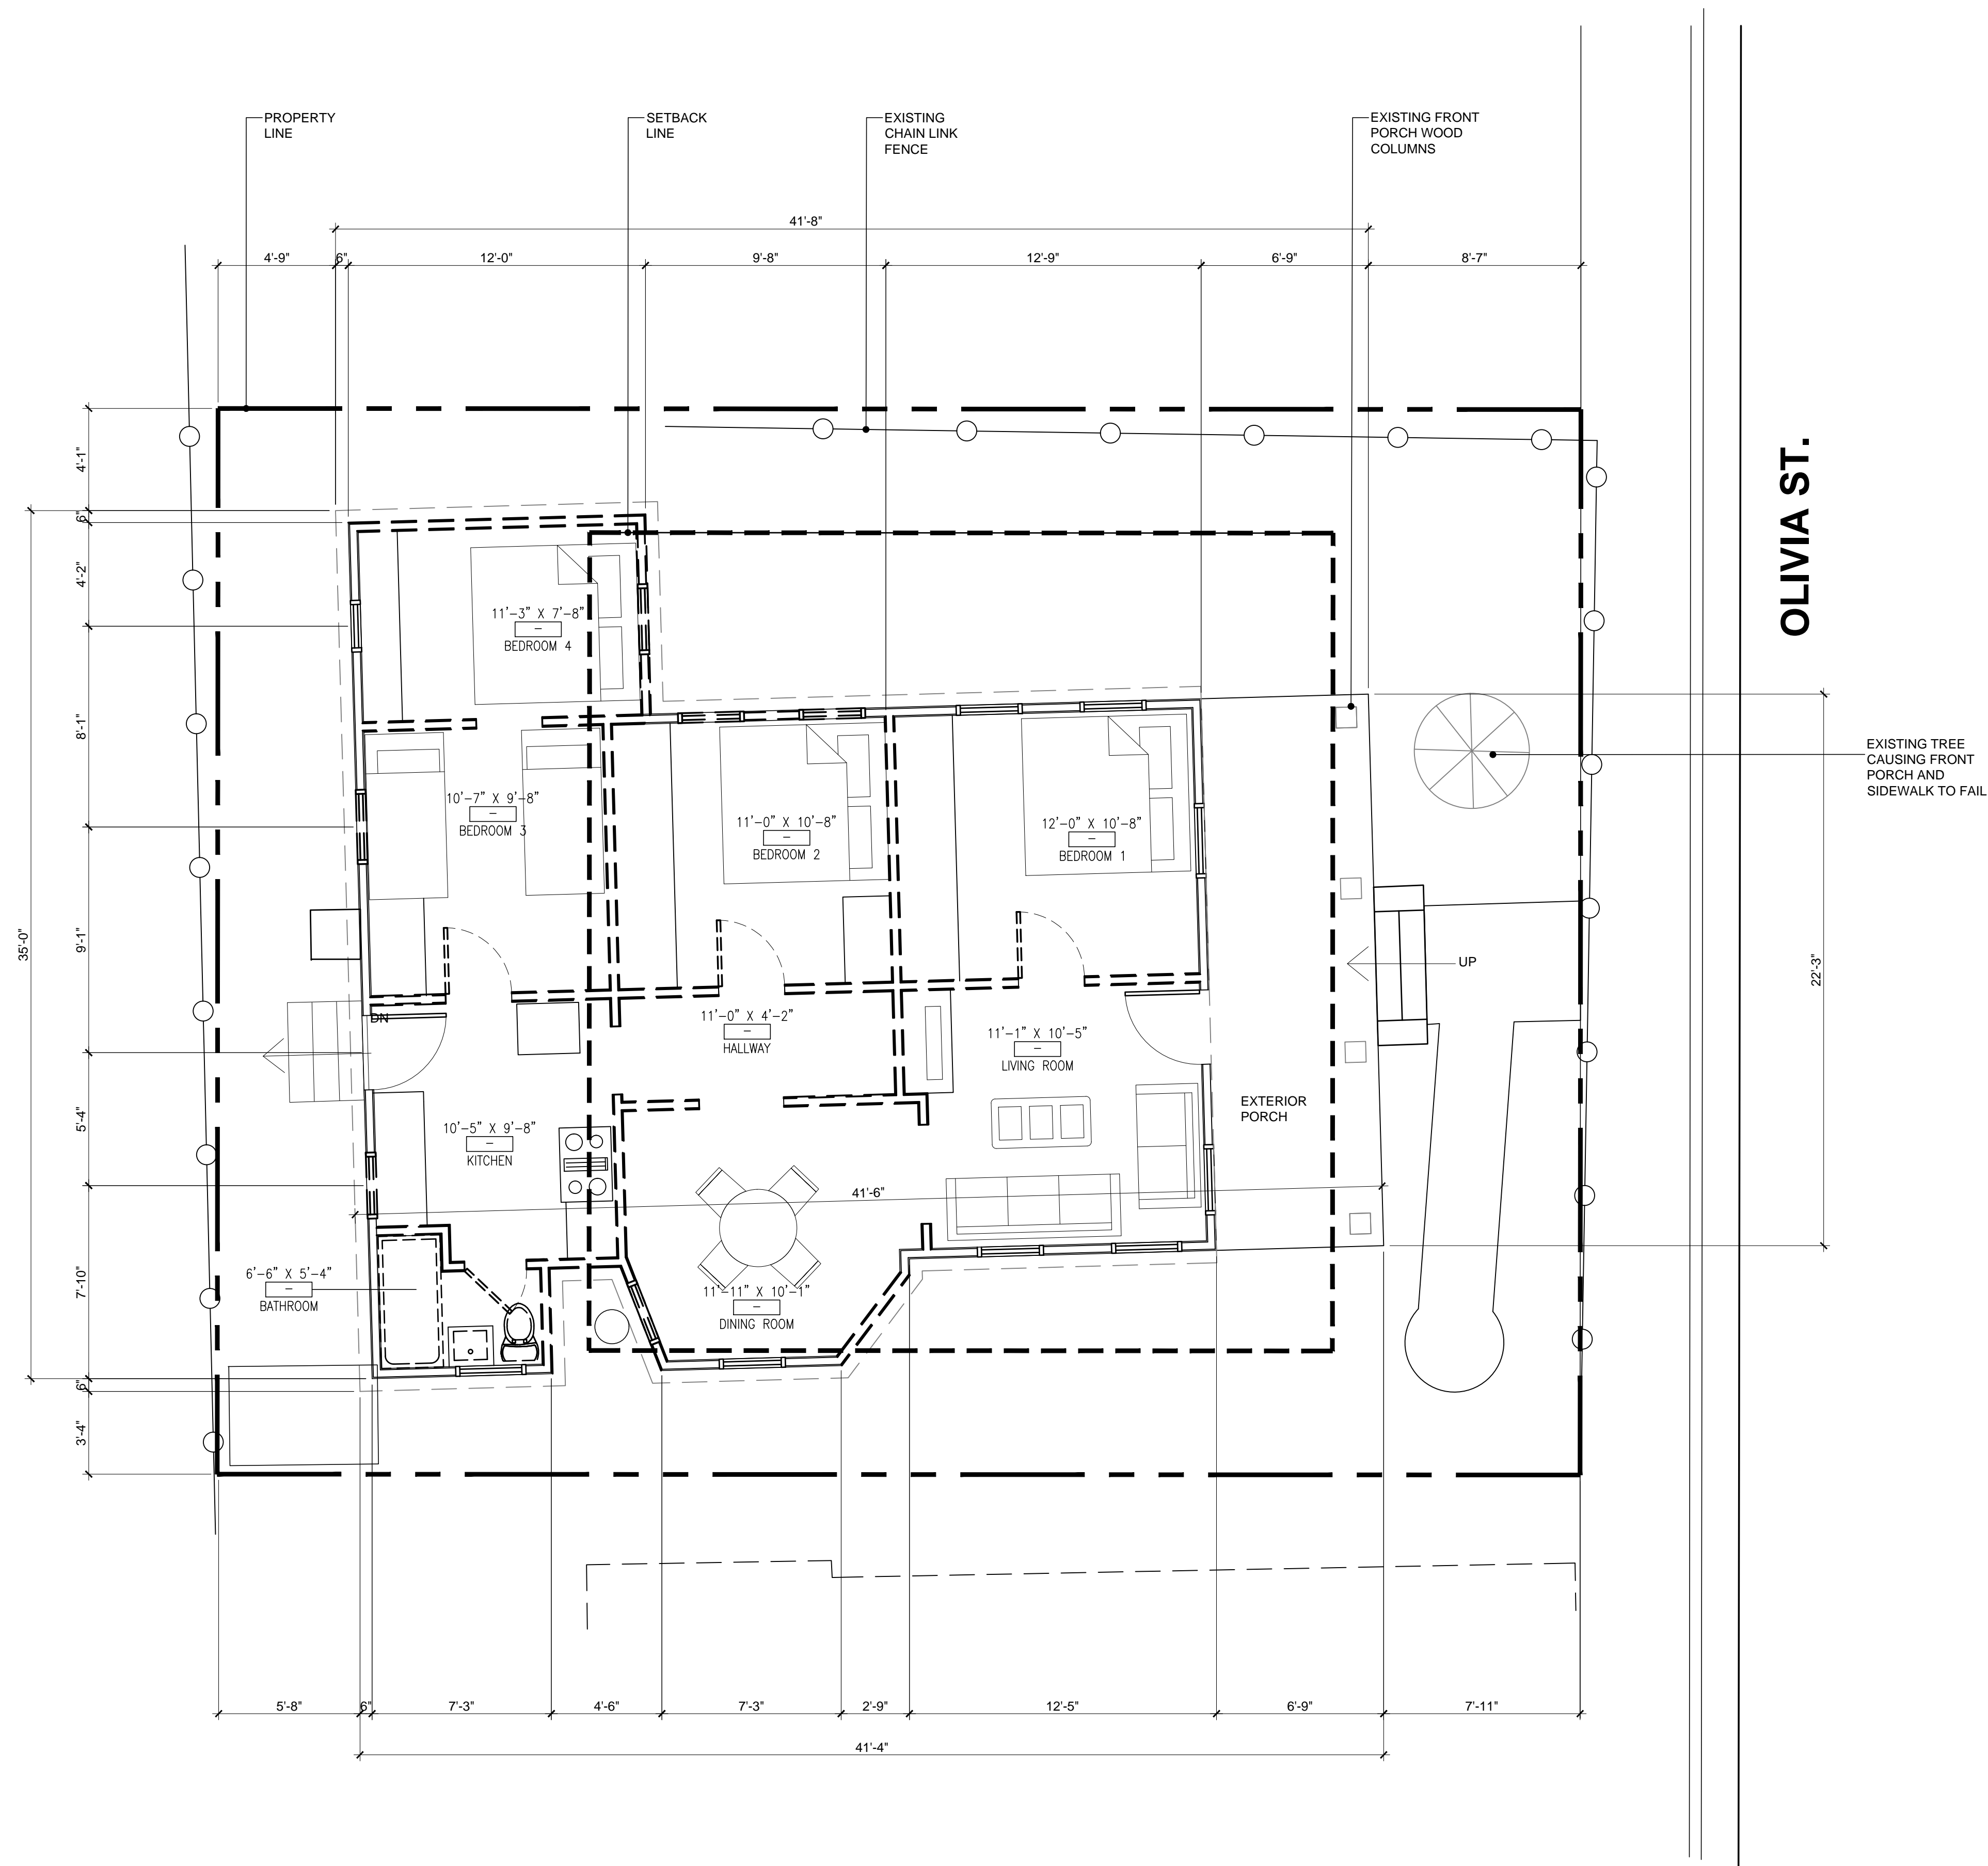 PROPERTY
LINE
SETBACK
LINE
EXISTING
CHAIN LINK
FENCE
EXISTING FRONT
PORCH WOOD
COLUMNS
41'-8"
4'-9"
6"
12'-0"
9'-8"
12'-9"
6'-9"
8'-7"
OLIVIA ST.
4'-1"
6"
4'-2"
8'-1"
9'-1"
5'-4"
7'-10"
6"
3'-4"
35'-0"
22'-3"
11'-3" X 7'-8"
-
BEDROOM 4
10'-7" X 9'-8"
-
BEDROOM 3
11'-0" X 10'-8"
-
BEDROOM 2
12'-0" X 10'-8"
-
BEDROOM 1
EXISTING TREE
CAUSING FRONT
PORCH AND
SIDEWALK TO FAIL
UP
DN
11'-0" X 4'-2"
-
HALLWAY
11'-1" X 10'-5"
-
LIVING ROOM
EXTERIOR
PORCH
10'-5" X 9'-8"
-
KITCHEN
41'-6"
6'-6" X 5'-4"
-
BATHROOM
11'-11" X 10'-1"
-
DINING ROOM
5'-8"
6"
7'-3"
4'-6"
7'-3"
2'-9"
12'-5"
6'-9"
7'-11"
41'-4"